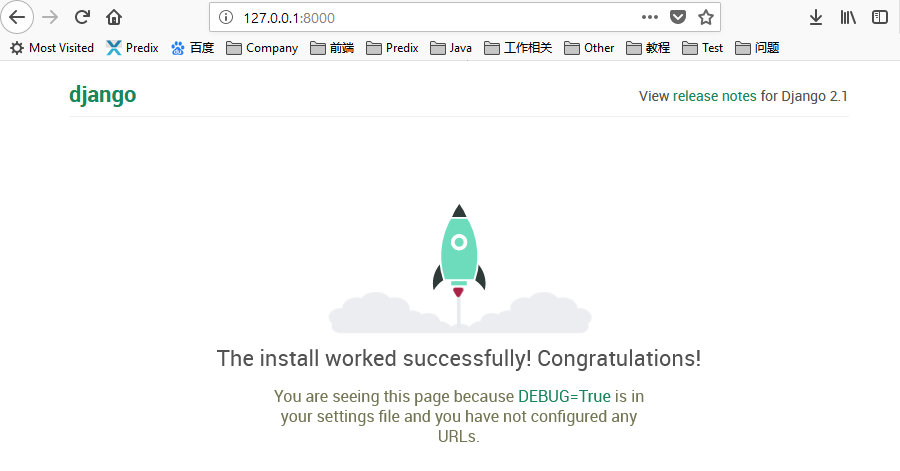 127.0.0.1:8000
Most Visited Predix 百度 Company 前端 Predix Java 工作相关 Other 教程 Test 问题
django View release notes for Django 2.1
The install worked successfully! Congratulations!
You are seeing this page because DEBUG=True is in
your settings file and you have not configured any
URLs.